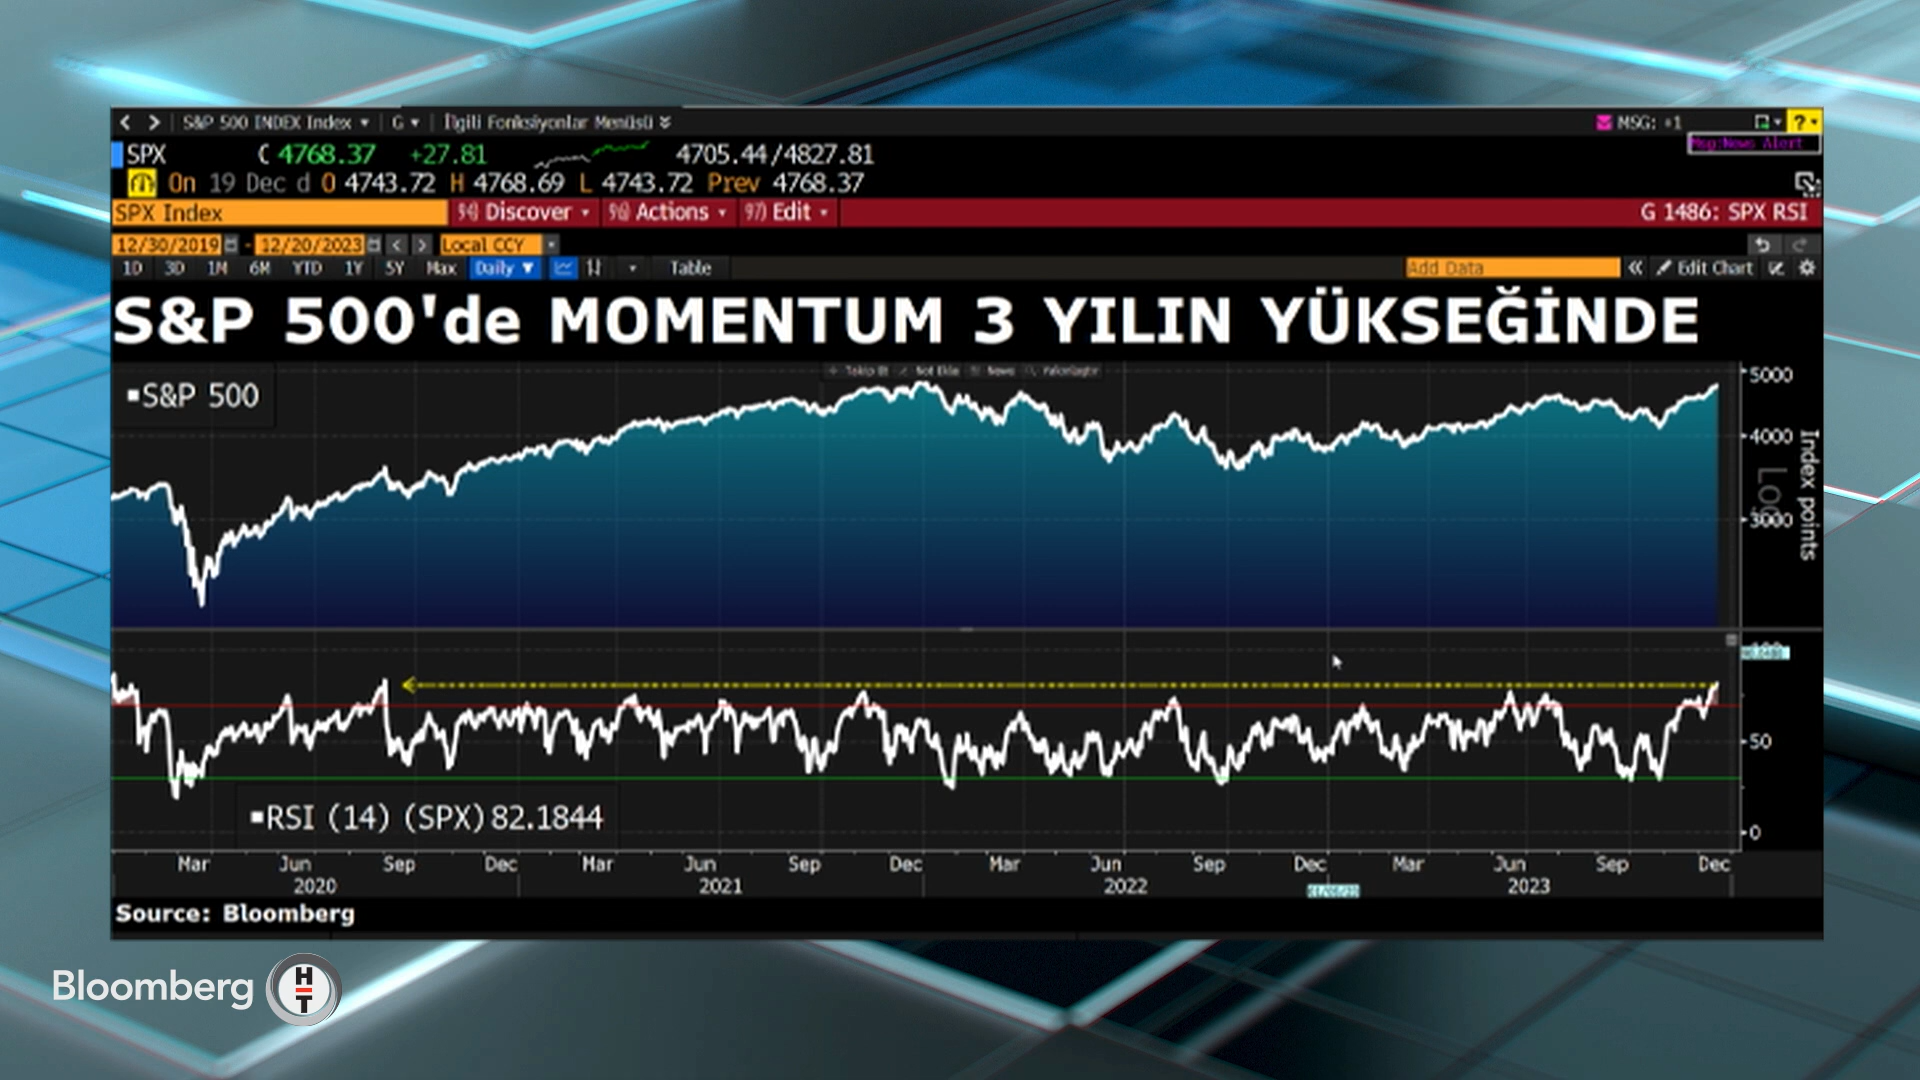 S&P 500 INDEX Index G İlgili Fonksiyonlar Menüsü MSG: +1 ?
SPX C 4768.37 +27.81 4705.44/4827.81
On 19 Dec d O 4743.72 H 4768.69 L 4743.72 Prev 4768.37
SPX Index Discover Actions 97) Edit G 1486: SPX RSI
12/30/2019 - 12/20/2023 Local CCY
1D 3D 1M 6M YTD 1Y 5Y Max Daily Table Add Data Edit Chart
S&P 500'de MOMENTUM 3 YILIN YÜKSEĞİNDE
Not Ekle News
S&P 500
5000
4000
3000
Index points
50
0
RSI (14) (SPX) 82.1844
Mar Jun Sep Dec Mar Jun Sep Dec Mar Jun Sep Dec Mar Jun Sep Dec
2020 2021 2022 2023
Source: Bloomberg
Bloomberg HT